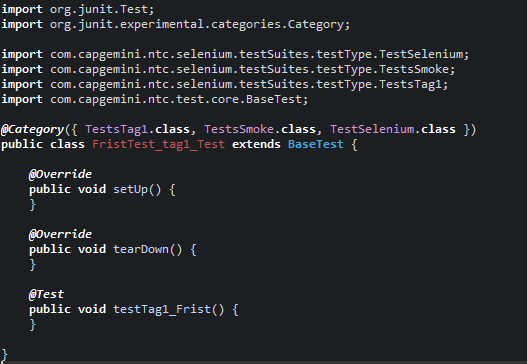 import org.junit.Test;
import org.junit.experimental.categories.Category;
import com.capgemini.ntc.selenium.testSuites.testType.TestSelenium;
import com.capgemini.ntc.selenium.testSuites.testType.TestsSmoke;
import com.capgemini.ntc.selenium.testSuites.testType.TestsTag1;
import com.capgemini.ntc.test.core.BaseTest;
@Category({ TestsTag1.class, TestsSmoke.class, TestSelenium.class })
public class FristTest_tag1_Test extends BaseTest {
@Override
public void setUp() {
}
@Override
public void tearDown() {
}
@Test
public void testTag1_Frist() {
}
}